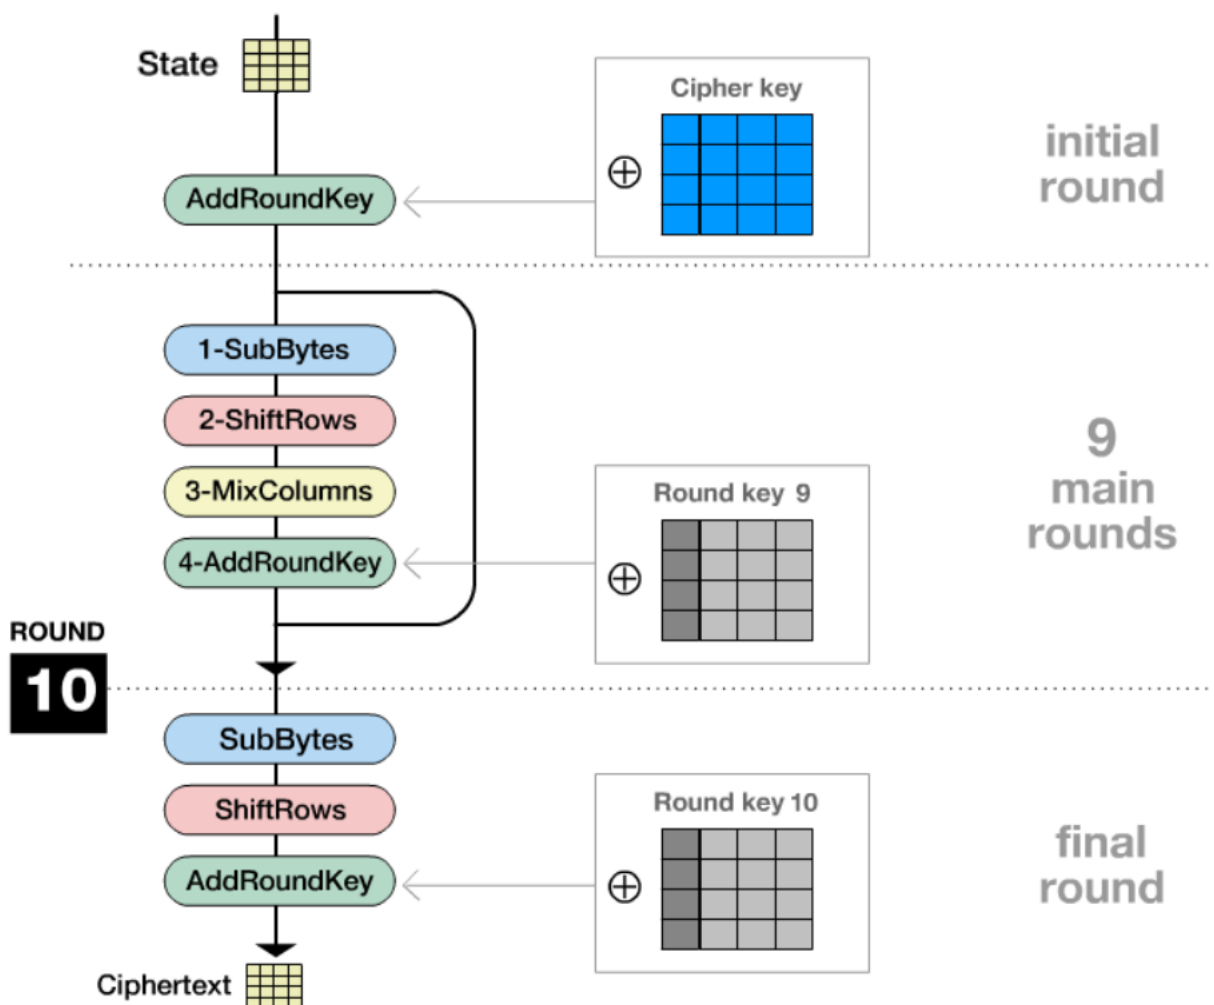 State
Cipher key
initial
round
AddRoundKey
1-SubBytes
2-ShiftRows
9
main
rounds
3-MixColumns
Round key 9
4-AddRoundKey
ROUND
10
SubBytes
ShiftRows
Round key 10
final
round
AddRoundKey
Ciphertext